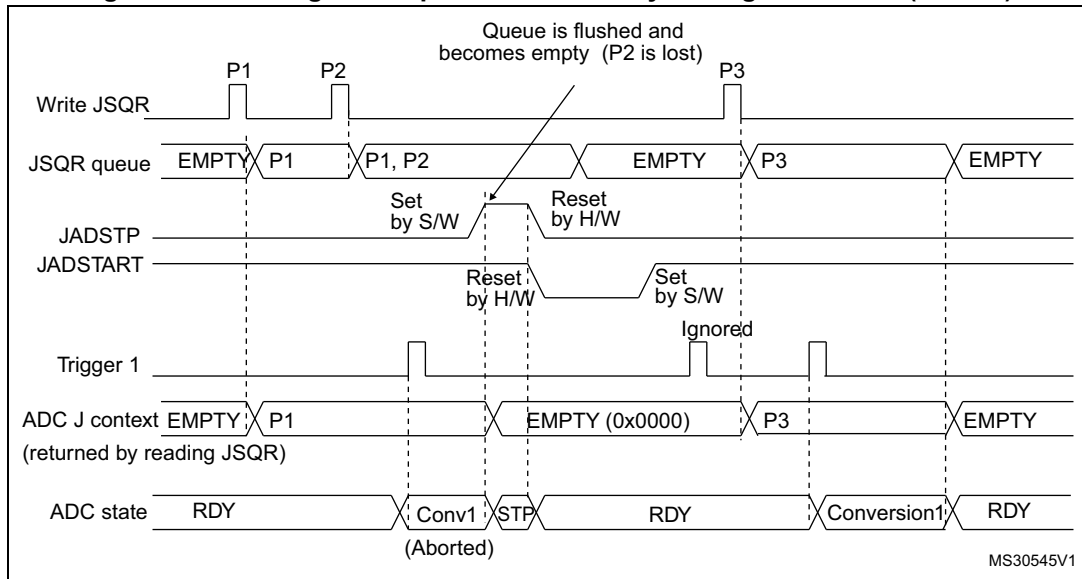 Queue is flushed and
becomes empty (P2 is lost)
P1
P2
P3
Write JSQR
JSQR queue
EMPTY
P1
P1, P2
EMPTY
P3
EMPTY
Set
by S/W
Reset
by H/W
JADSTP
JADSTART
Reset
by H/W
Set
by S/W
Ignored
Trigger 1
ADC J context
(returned by reading JSQR)
EMPTY
P1
EMPTY (0x0000)
P3
EMPTY
ADC state
RDY
Conv1
(Aborted)
STP
RDY
Conversion1
RDY
MS30545V1